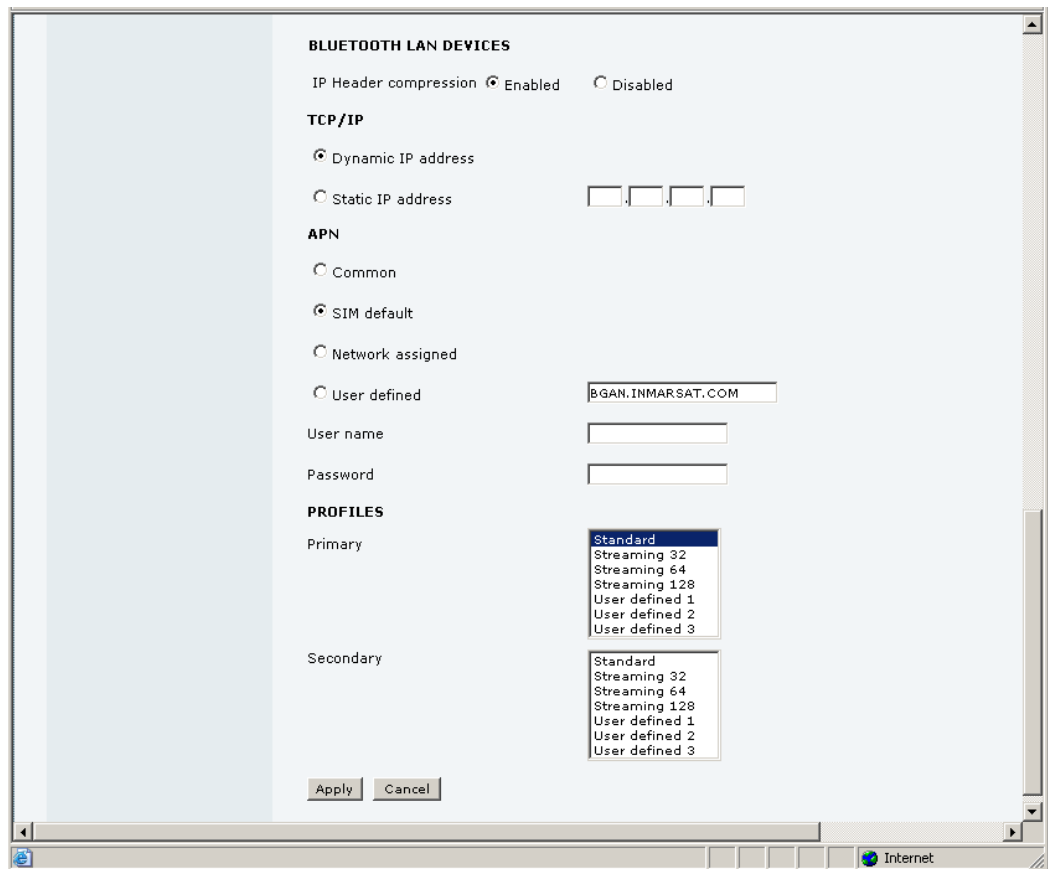 BLUETOOTH LAN DEVICES
IP Header compression Enabled Disabled
TCP/IP
Dynamic IP address
Static IP address . . .
APN
Common
SIM default
Network assigned
User defined BGAN.INMARSAT.COM
User name
Password
PROFILES
Primary
Standard
Streaming 32
Streaming 64
Streaming 128
User defined 1
User defined 2
User defined 3
Secondary
Standard
Streaming 32
Streaming 64
Streaming 128
User defined 1
User defined 2
User defined 3
Apply Cancel
Internet